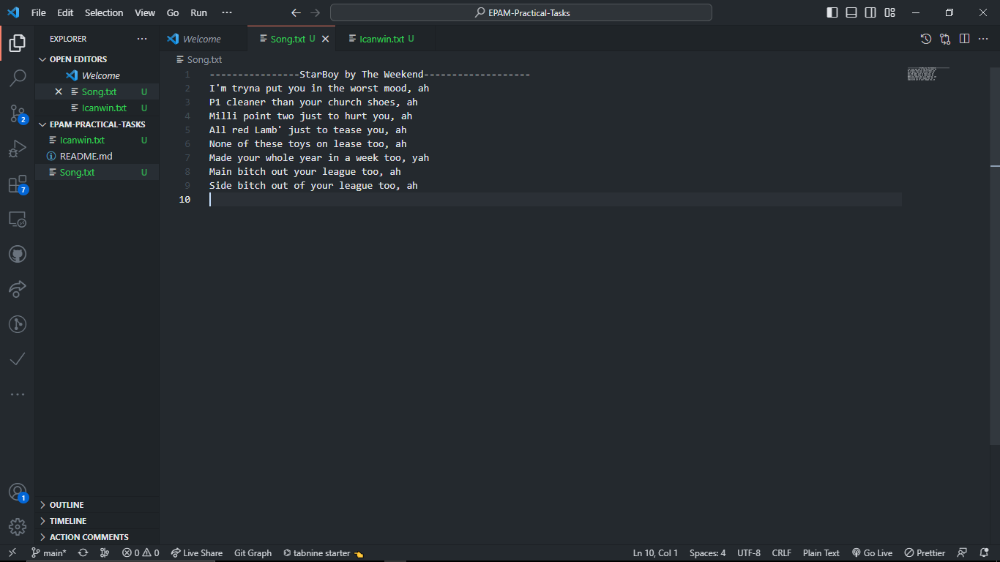 File Edit Selection View Go Run ··· EPAM-Practical-Tasks
EXPLORER ···
OPEN EDITORS
Welcome
Song.txt U
Icanwin.txt U
EPAM-PRACTICAL-TASKS
Icanwin.txt U
README.md
Song.txt U
OUTLINE
TIMELINE
ACTION COMMENTS
2
7
1
Welcome Song.txt U Icanwin.txt U
Song.txt
1 ----------------StarBoy by The Weekend-------------------
2 I'm tryna put you in the worst mood, ah
3 P1 cleaner than your church shoes, ah
4 Milli point two just to hurt you, ah
5 All red Lamb' just to tease you, ah
6 None of these toys on lease too, ah
7 Made your whole year in a week too, yah
8 Main bitch out your league too, ah
9 Side bitch out of your league too, ah
10
main* 0 0 Live Share Git Graph tabnine starter Ln 10, Col 1 Spaces: 4 UTF-8 CRLF Plain Text Go Live Prettier